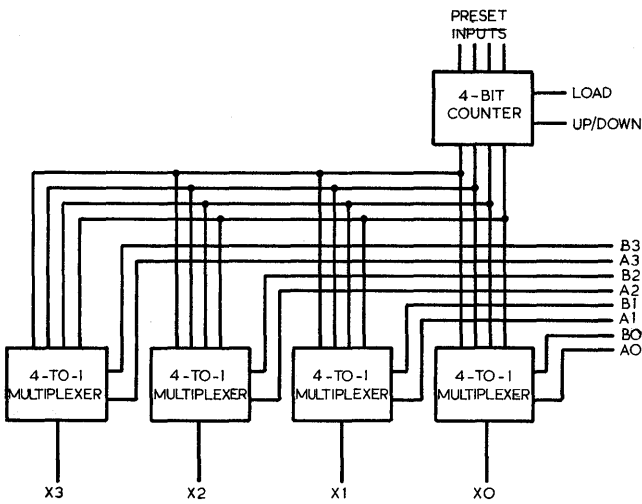 PRESET
INPUTS
4-BIT
COUNTER
LOAD
UP/DOWN
B3
A3
B2
A2
B1
A1
B0
A0
4-TO-1
MULTIPLEXER
4-TO-1
MULTIPLEXER
4-TO-1
MULTIPLEXER
4-TO-1
MULTIPLEXER
X3
X2
X1
X0